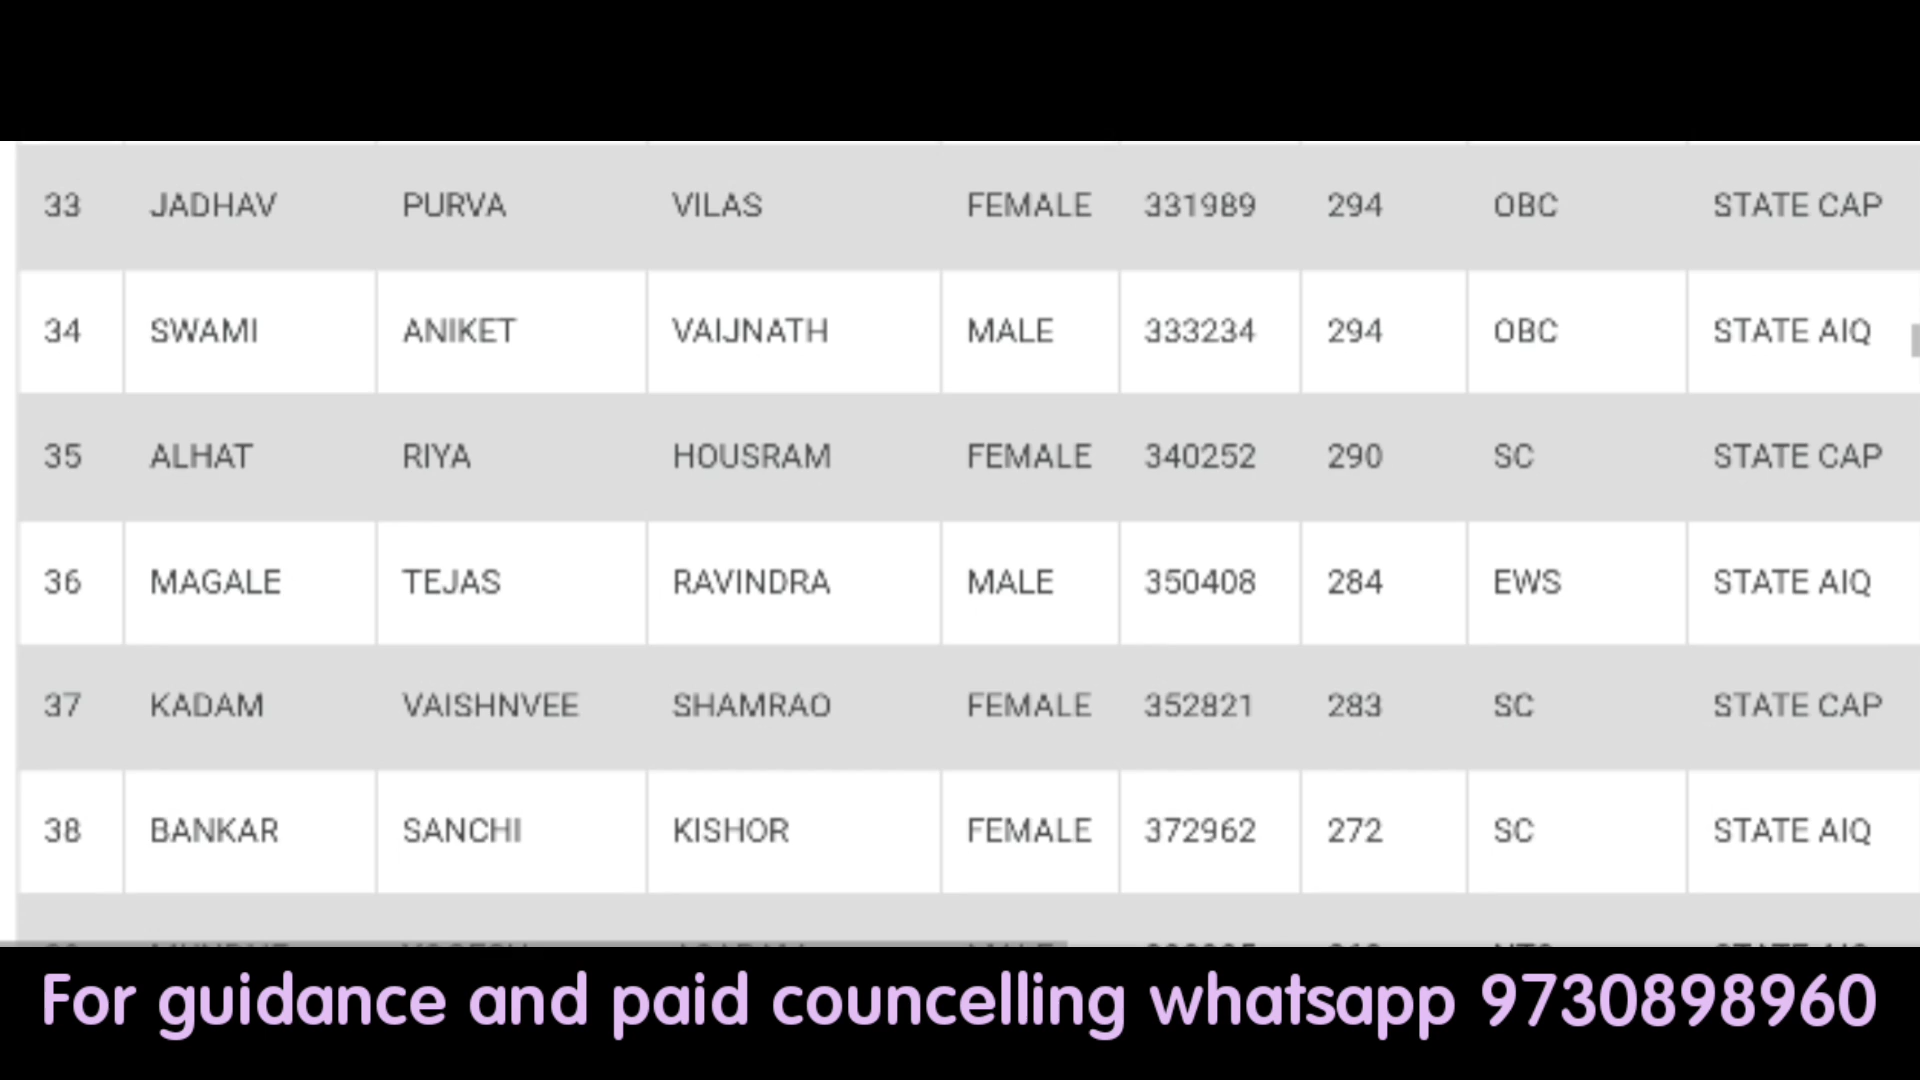 33 JADHAV PURVA VILAS FEMALE 331989 294 OBC STATE CAP
34 SWAMI ANIKET VAIJNATH MALE 333234 294 OBC STATE AIQ
35 ALHAT RIYA HOUSRAM FEMALE 340252 290 SC STATE CAP
36 MAGALE TEJAS RAVINDRA MALE 350408 284 EWS STATE AIQ
37 KADAM VAISHNVEE SHAMRAO FEMALE 352821 283 SC STATE CAP
38 BANKAR SANCHI KISHOR FEMALE 372962 272 SC STATE AIQ
For guidance and paid councelling whatsapp 9730898960